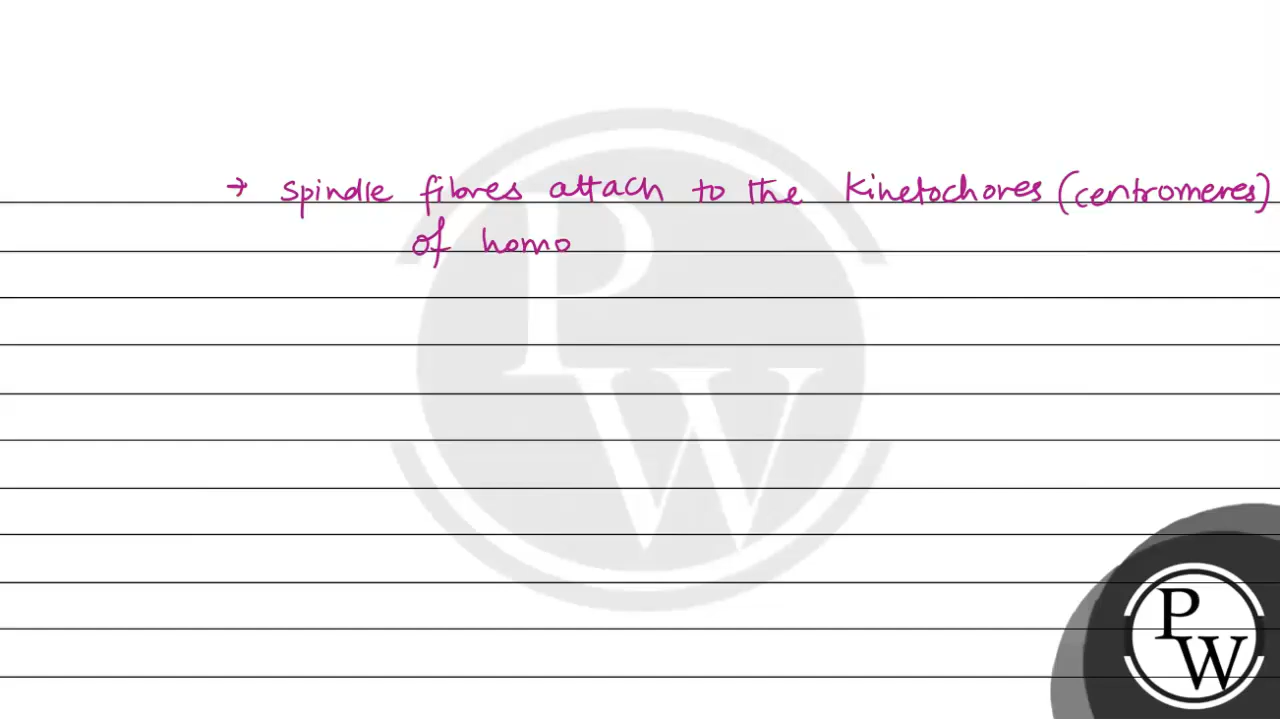 → spindle fibres attach to the kinetochores (centromeres)
of homo
P
W
P
W